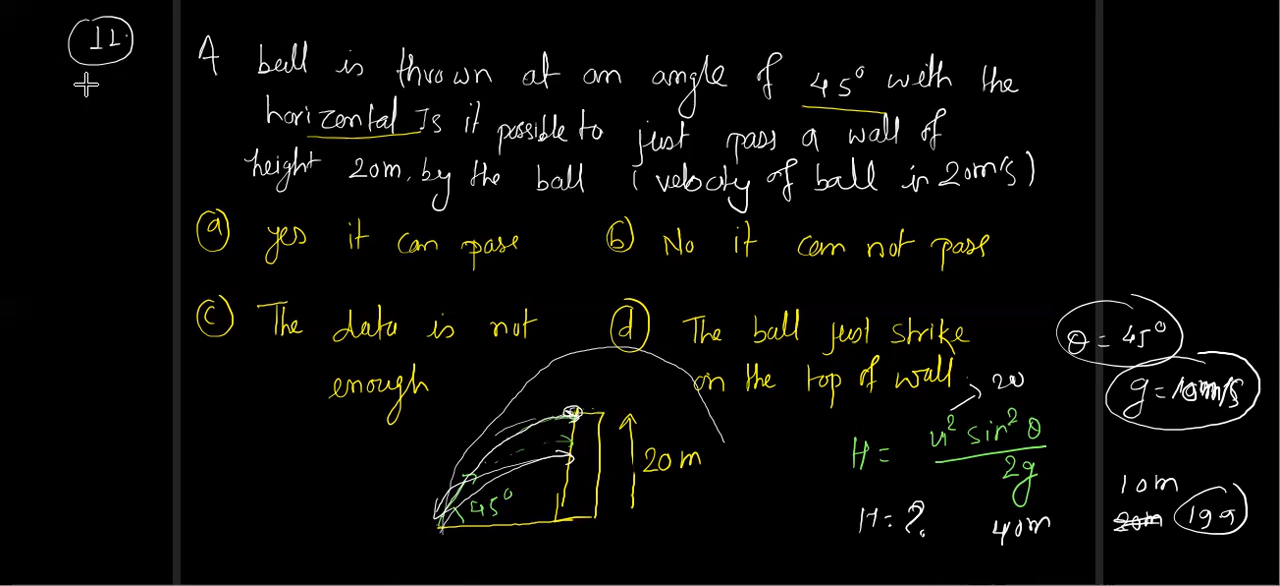 11
A ball is thrown at an angle of 45° with the
horizontal Is it possible to just pass a wall of
height 20m, by the ball (velocity of ball is 20m/s)
(a) yes it can pass (b) No it can not pass
(c) The data is not (d) The ball just strike
enough on the top of wall
θ = 45°
g = 10m/s
20
H = u² sin² θ / 2g
20m
45°
H = ? 40m
10m
20m